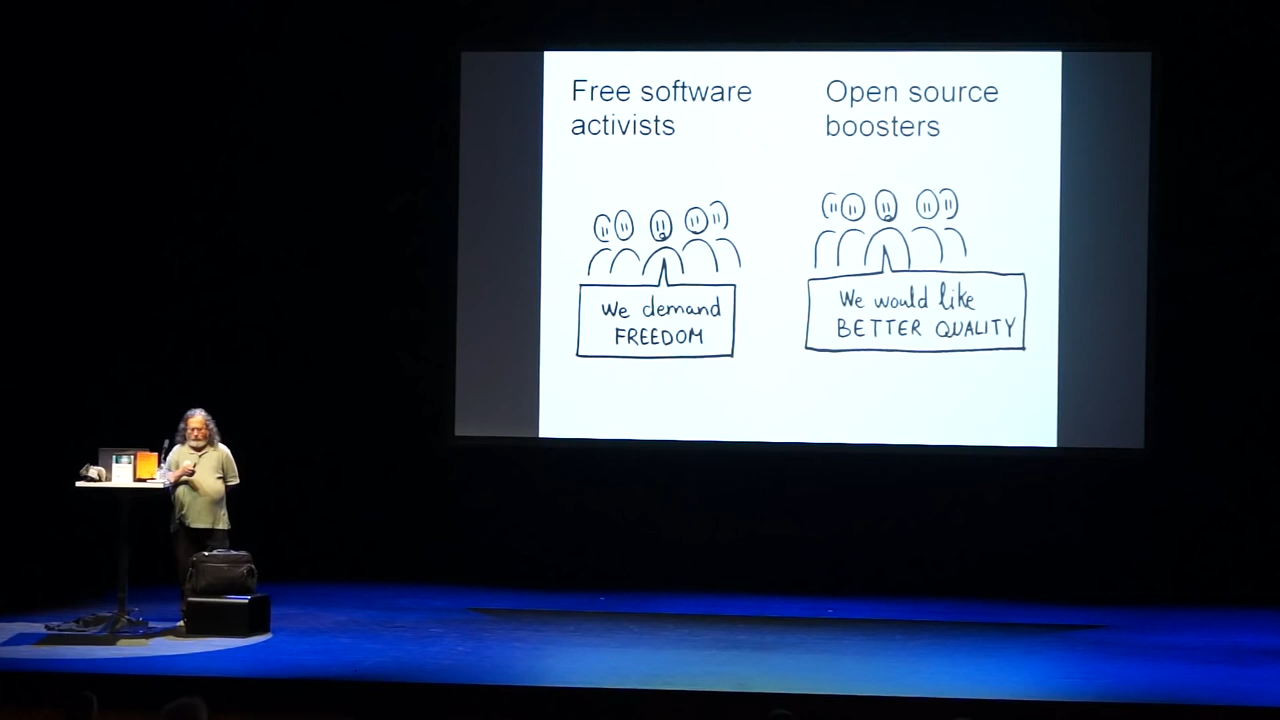 Free software
activists
We demand
FREEDOM
Open source
boosters
We would like
BETTER QUALITY